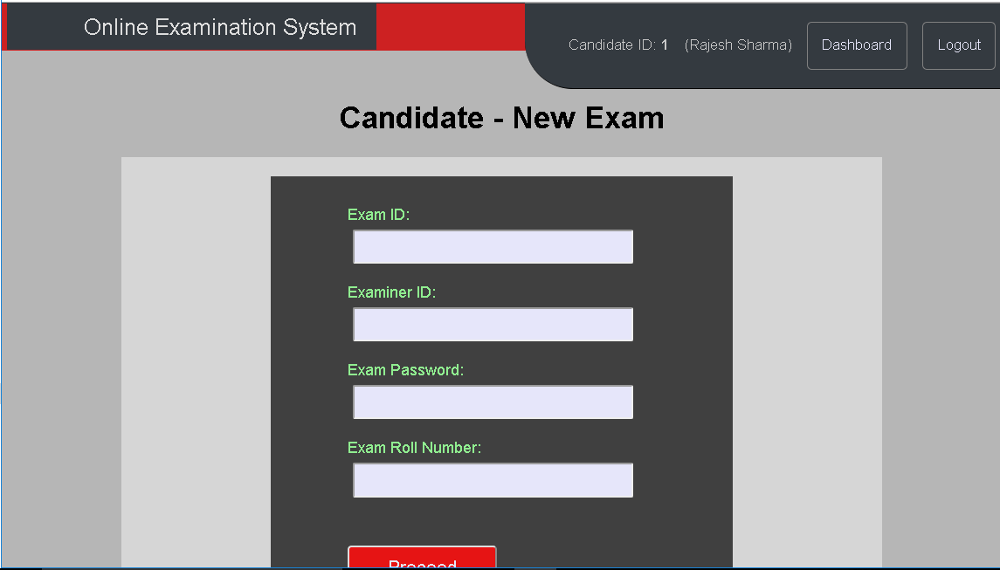 Online Examination System
Candidate ID: 1 (Rajesh Sharma)
Dashboard
Logout
Candidate - New Exam
Exam ID:
Examiner ID:
Exam Password:
Exam Roll Number:
Proceed